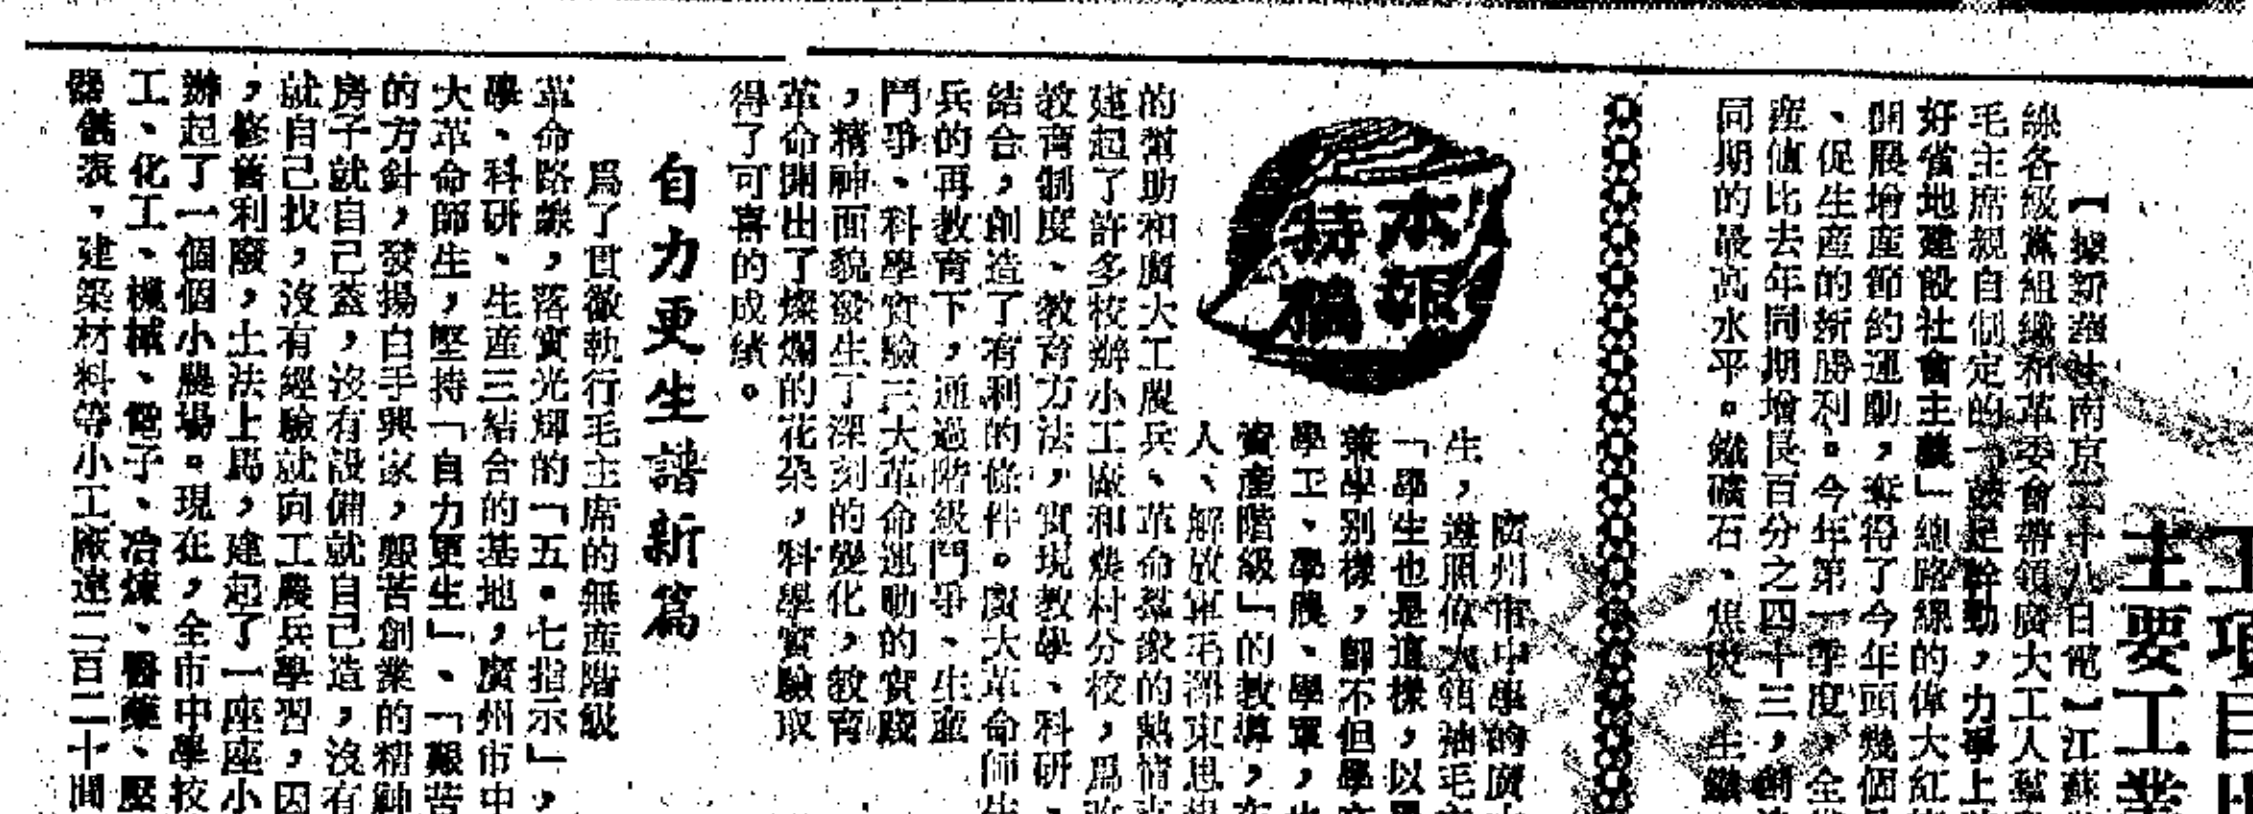 工項目出
主要工業
【據新華社南京二十八日電】江蘇
線各級黨組織和革委會帶領廣大工人羣
毛主席親自制定的「鼓足幹勁，力爭上
好省地建設社會主義」總路線的偉大紅
開展增產節約運動，奪得了今年頭幾個
、促生產的新勝利。今年第一季度，全
產値比去年同期增長百分之四十三，創
同期的最高水平。鐵礦石、焦炭、生鐵
本報
特稿
廣州市中學的廣
生，遵照偉大領袖毛
「學生也是這樣，以學
兼學別樣，卽不但學
學工、學農、學軍，也
資產階級」的教導，在
人、解放軍毛澤東思想
的幫助和廣大工農兵、革命羣衆的熱情
建起了許多校辦小工廠和農村分校，爲
教育制度、教育方法，實現教學、科研、
結合，創造了有利的條件。廣大革命師生
兵的再教育下，通過階級鬥爭、生產
鬥爭、科學實驗三大革命運動的實踐
，精神面貌發生了深刻的變化，教育
革命開出了燦爛的花朵，科學實驗取
得了可喜的成績。
自力更生譜新篇
爲了貫徹執行毛主席的無產階級
革命路線，落實光輝的「五·七指示」，
學、科研、生產三結合的基地，廣州市中
大革命師生，堅持「自力更生」、「艱苦
的方針，發揚白手興家，艱苦創業的精神
房子就自己蓋，沒有設備就自己造，沒有
就自己找，沒有經驗就向工農兵學習，因
，修舊利廢，土法上馬，建起了一座座小
辦起了一個個小農場。現在，全市中學校
工、化工、機械、電子、冶煉、醫藥、壓
器儀表、建築材料等小工廠達三百二十間